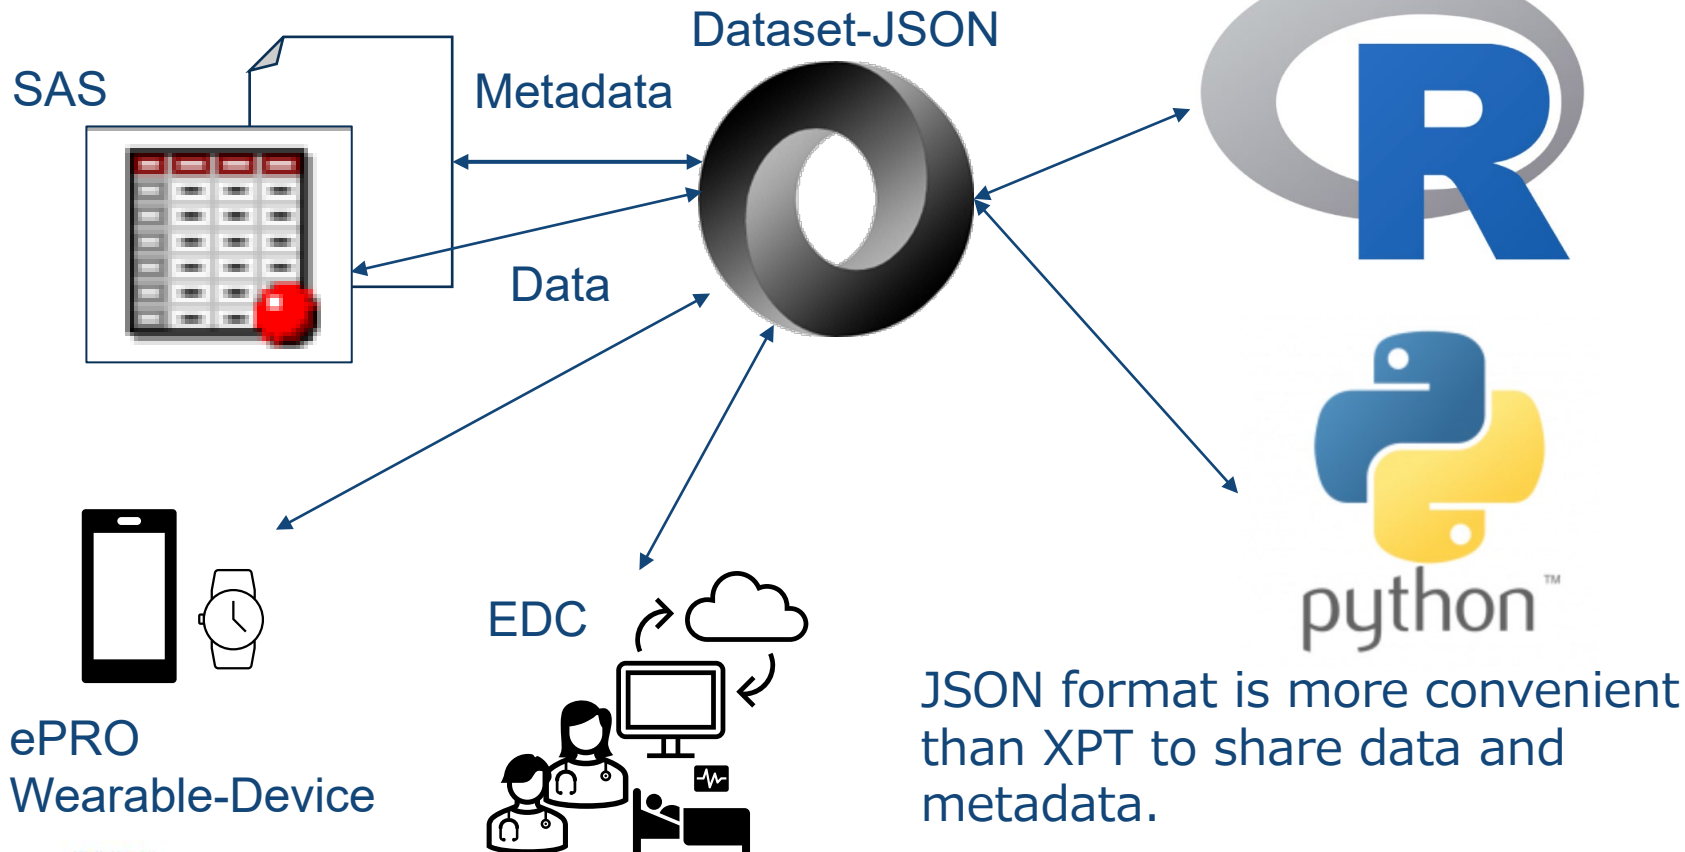 Dataset-JSON
SAS
Metadata
Data
R
python™
EDC
ePRO
Wearable-Device
JSON format is more convenient
than XPT to share data and
metadata.